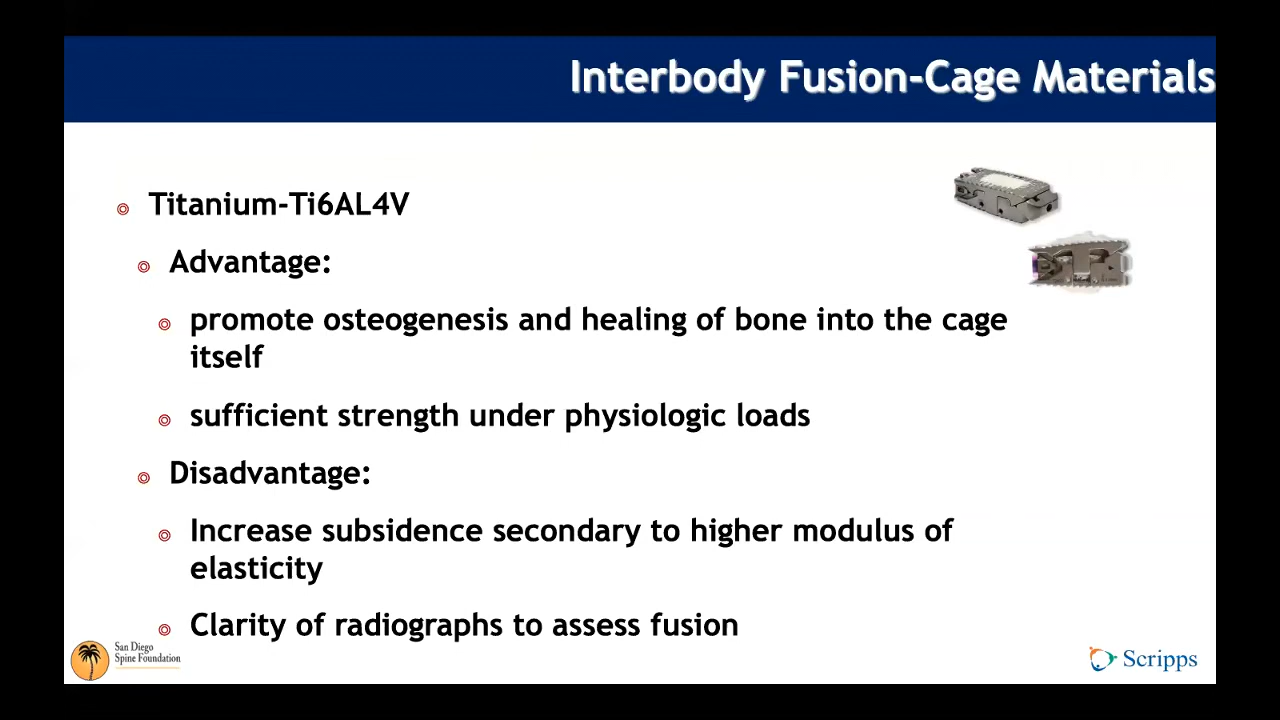 Interbody Fusion-Cage Materials
Titanium-Ti6AL4V
Advantage:
promote osteogenesis and healing of bone into the cage
itself
sufficient strength under physiologic loads
Disadvantage:
Increase subsidence secondary to higher modulus of
elasticity
Clarity of radiographs to assess fusion
San Diego
Spine Foundation
Scripps